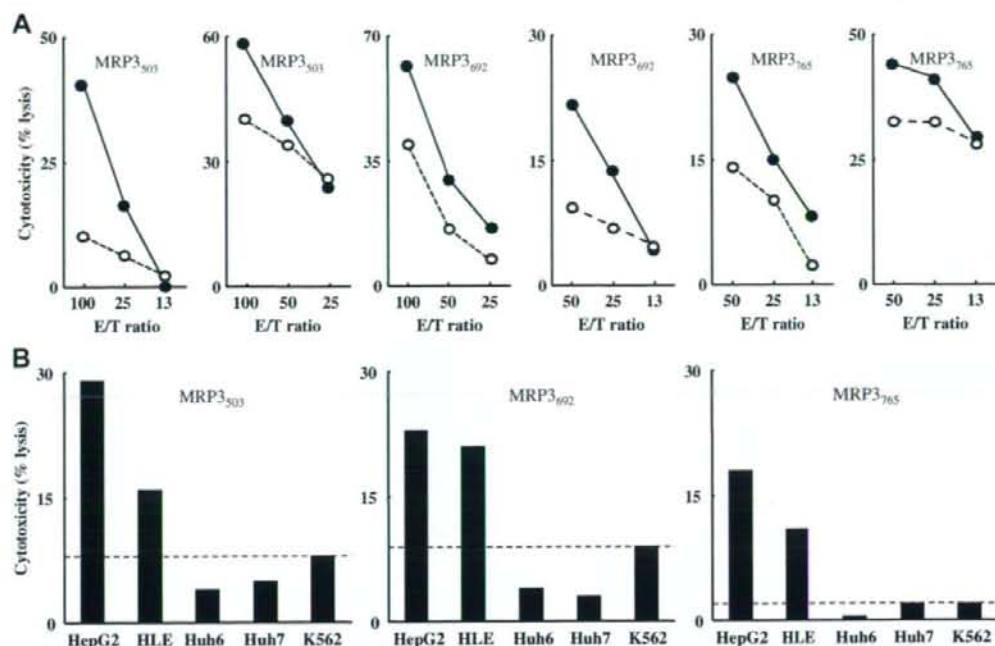 A
50
25
0
MRP3503
100 25 13
E/T ratio
60
30
0
MRP3503
100 50 25
E/T ratio
70
35
0
MRP3692
100 50 25
E/T ratio
30
15
0
MRP3692
50 25 13
E/T ratio
30
15
0
MRP3765
50 25 13
E/T ratio
50
25
0
MRP3765
50 25 13
E/T ratio
Cytotoxicity (% lysis)
B
30
15
0
MRP3503
HepG2 HLE Huh6 Huh7 K562
30
15
0
MRP3692
HepG2 HLE Huh6 Huh7 K562
30
15
0
MRP3765
HepG2 HLE Huh6 Huh7 K562
Cytotoxicity (% lysis)